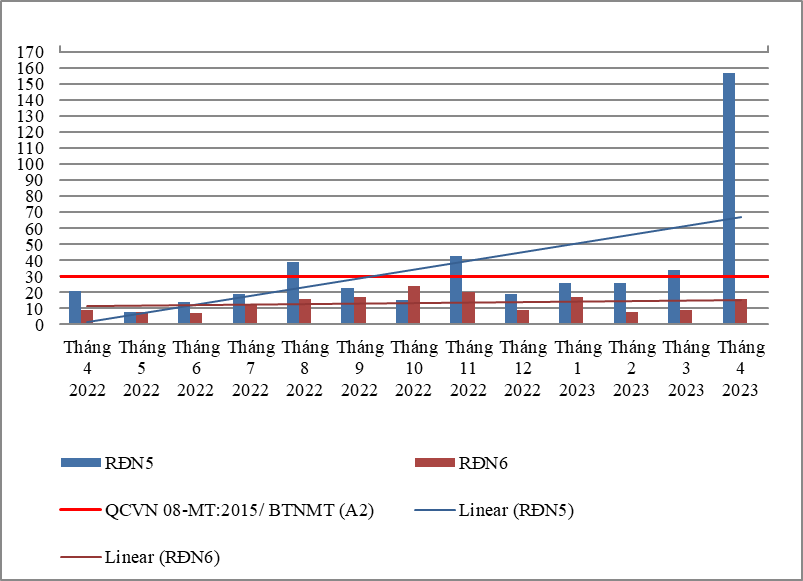 170
160
150
140
130
120
110
100
90
80
70
60
50
40
30
20
10
0
Tháng 4 2022
Tháng 5 2022
Tháng 6 2022
Tháng 7 2022
Tháng 8 2022
Tháng 9 2022
Tháng 10 2022
Tháng 11 2022
Tháng 12 2022
Tháng 1 2023
Tháng 2 2023
Tháng 3 2023
Tháng 4 2023
RĐN5
RĐN6
QCVN 08-MT:2015/ BTNMT (A2)
Linear (RĐN5)
Linear (RĐN6)